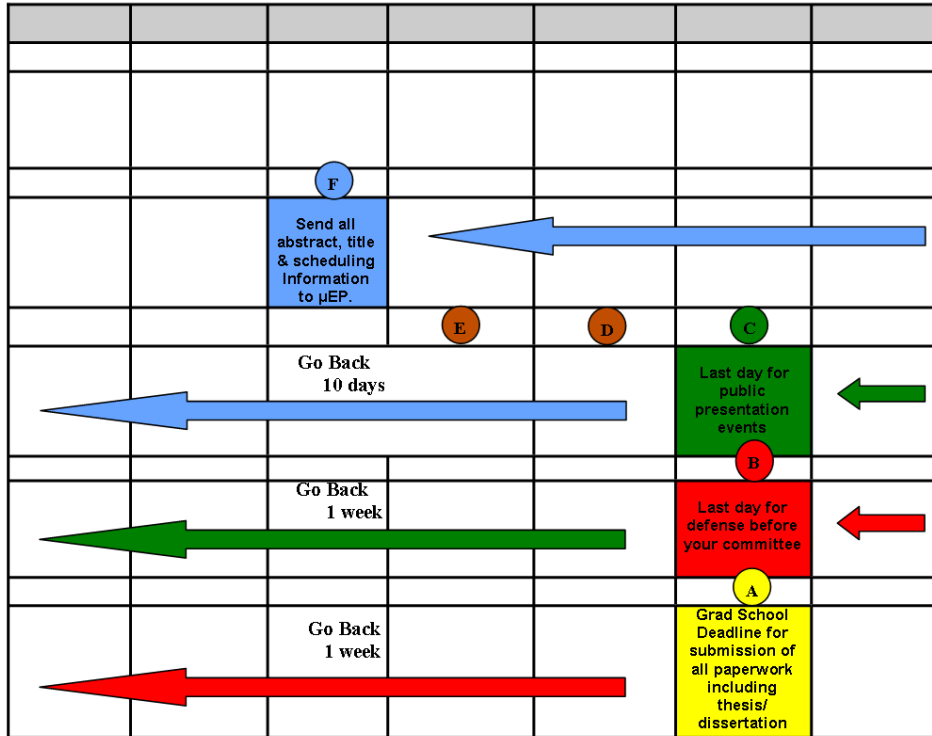 F
Send all
abstract, title
& scheduling
Information
to µEP.
E
D
C
Go Back
10 days
Last day for
public
presentation
events
B
Go Back
1 week
Last day for
defense before
your committee
A
Go Back
1 week
Grad School
Deadline for
submission of
all paperwork
including
thesis/
dissertation